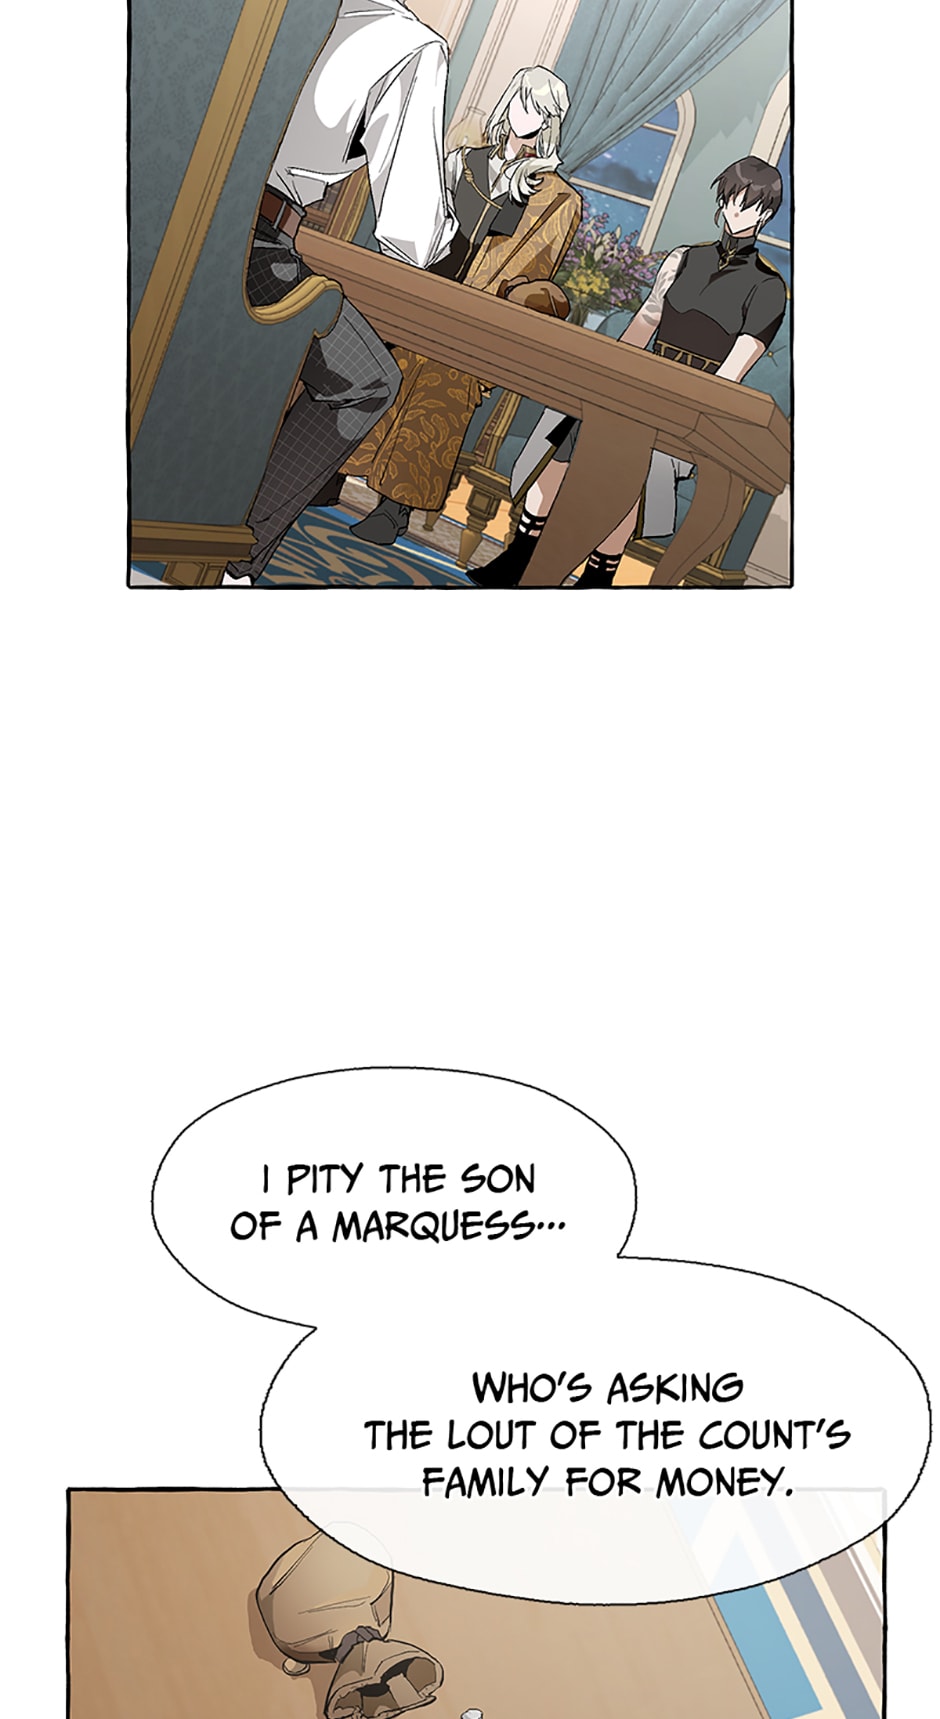 I PITY THE SON
OF A MARQUESS...
WHO'S ASKING
THE LOUT OF THE COUNT'S
FAMILY FOR MONEY.